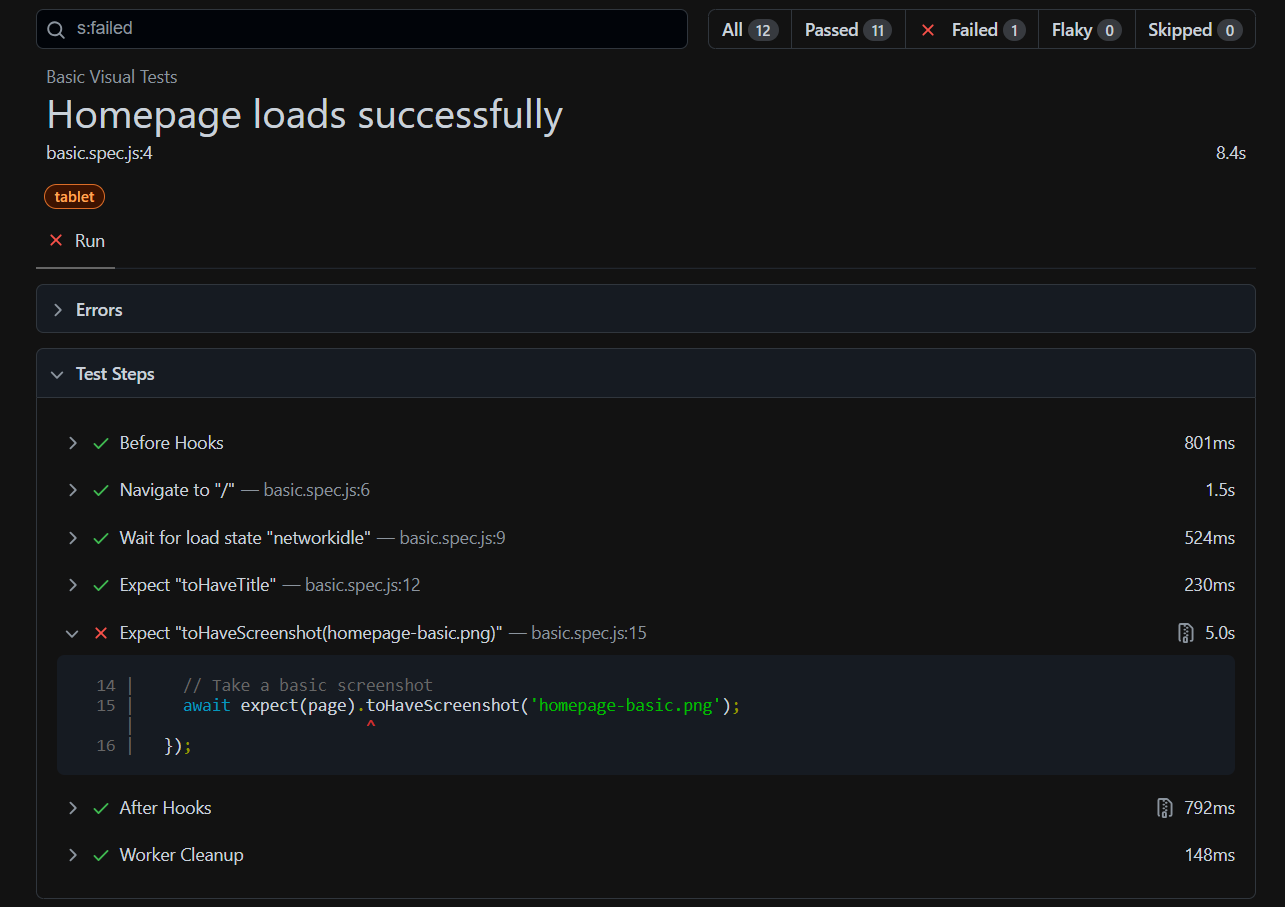 s:failed
All 12 Passed 11 Failed 1 Flaky 0 Skipped 0
Basic Visual Tests
Homepage loads successfully
basic.spec.js:4 8.4s
tablet
Run
Errors
Test Steps
Before Hooks 801ms
Navigate to "/" — basic.spec.js:6 1.5s
Wait for load state "networkidle" — basic.spec.js:9 524ms
Expect "toHaveTitle" — basic.spec.js:12 230ms
Expect "toHaveScreenshot(homepage-basic.png)" — basic.spec.js:15 5.0s
14 | // Take a basic screenshot
15 | await expect(page).toHaveScreenshot('homepage-basic.png');
| ^
16 | });
After Hooks 792ms
Worker Cleanup 148ms